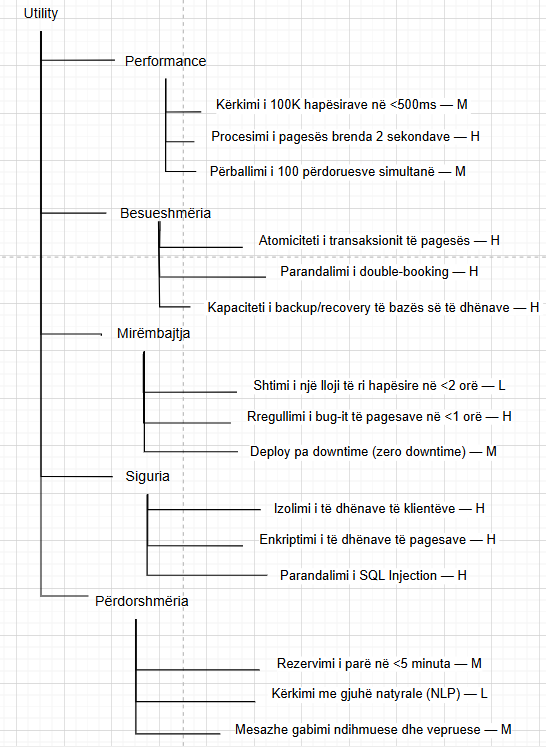 Utility
Performance
Kërkimi i 100K hapësirave në <500ms — M
Procesimi i pagesës brenda 2 sekondave — H
Përballimi i 100 përdoruesve simultanë — M
Besueshmëria
Atomiciteti i transaksionit të pagesës — H
Parandalimi i double-booking — H
Kapaciteti i backup/recovery të bazës së të dhënave — H
Mirëmbajtja
Shtimi i një lloji të ri hapësire në <2 orë — L
Rregullimi i bug-it të pagesave në <1 orë — H
Deploy pa downtime (zero downtime) — M
Siguria
Izolimi i të dhënave të klientëve — H
Enkriptimi i të dhënave të pagesave — H
Parandalimi i SQL Injection — H
Përdorshmëria
Rezervimi i parë në <5 minuta — M
Kërkimi me gjuhë natyrale (NLP) — L
Mesazhe gabimi ndihmuese dhe vepruese — M